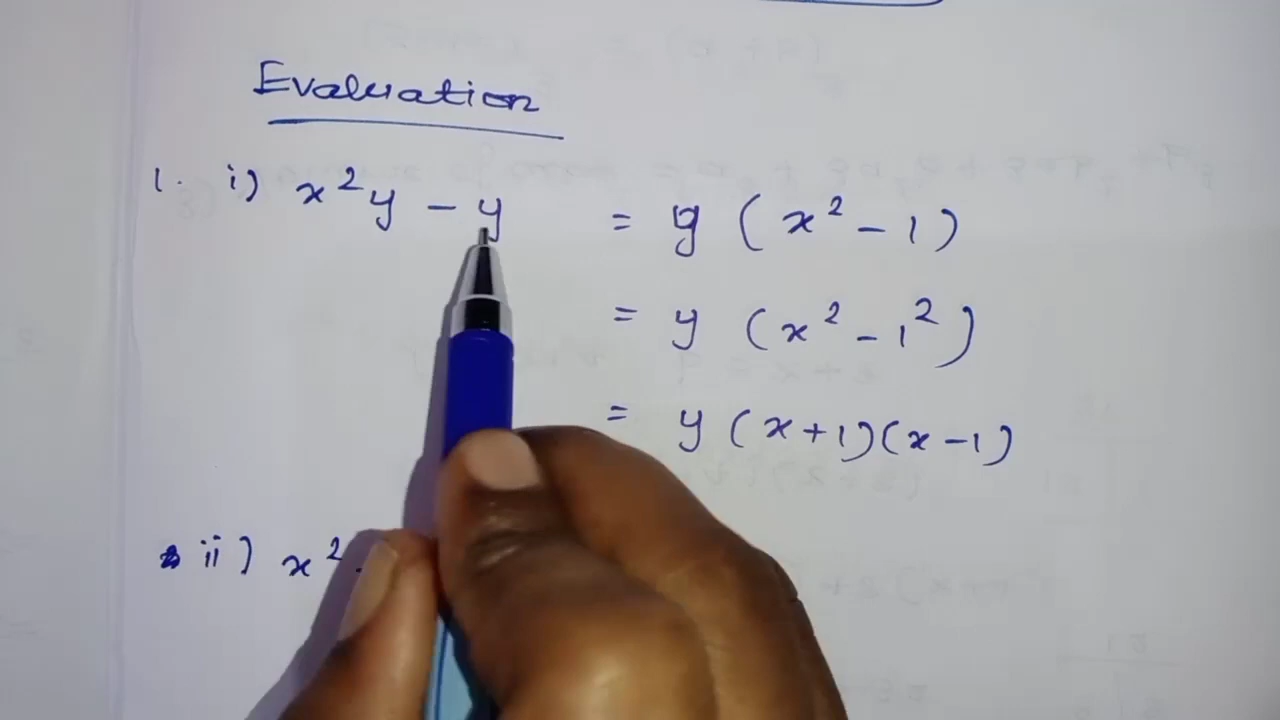 Evaluation
1. i) x²y - y = y (x² - 1)
= y (x² - 1²)
= y (x+1)(x-1)
ii) x²